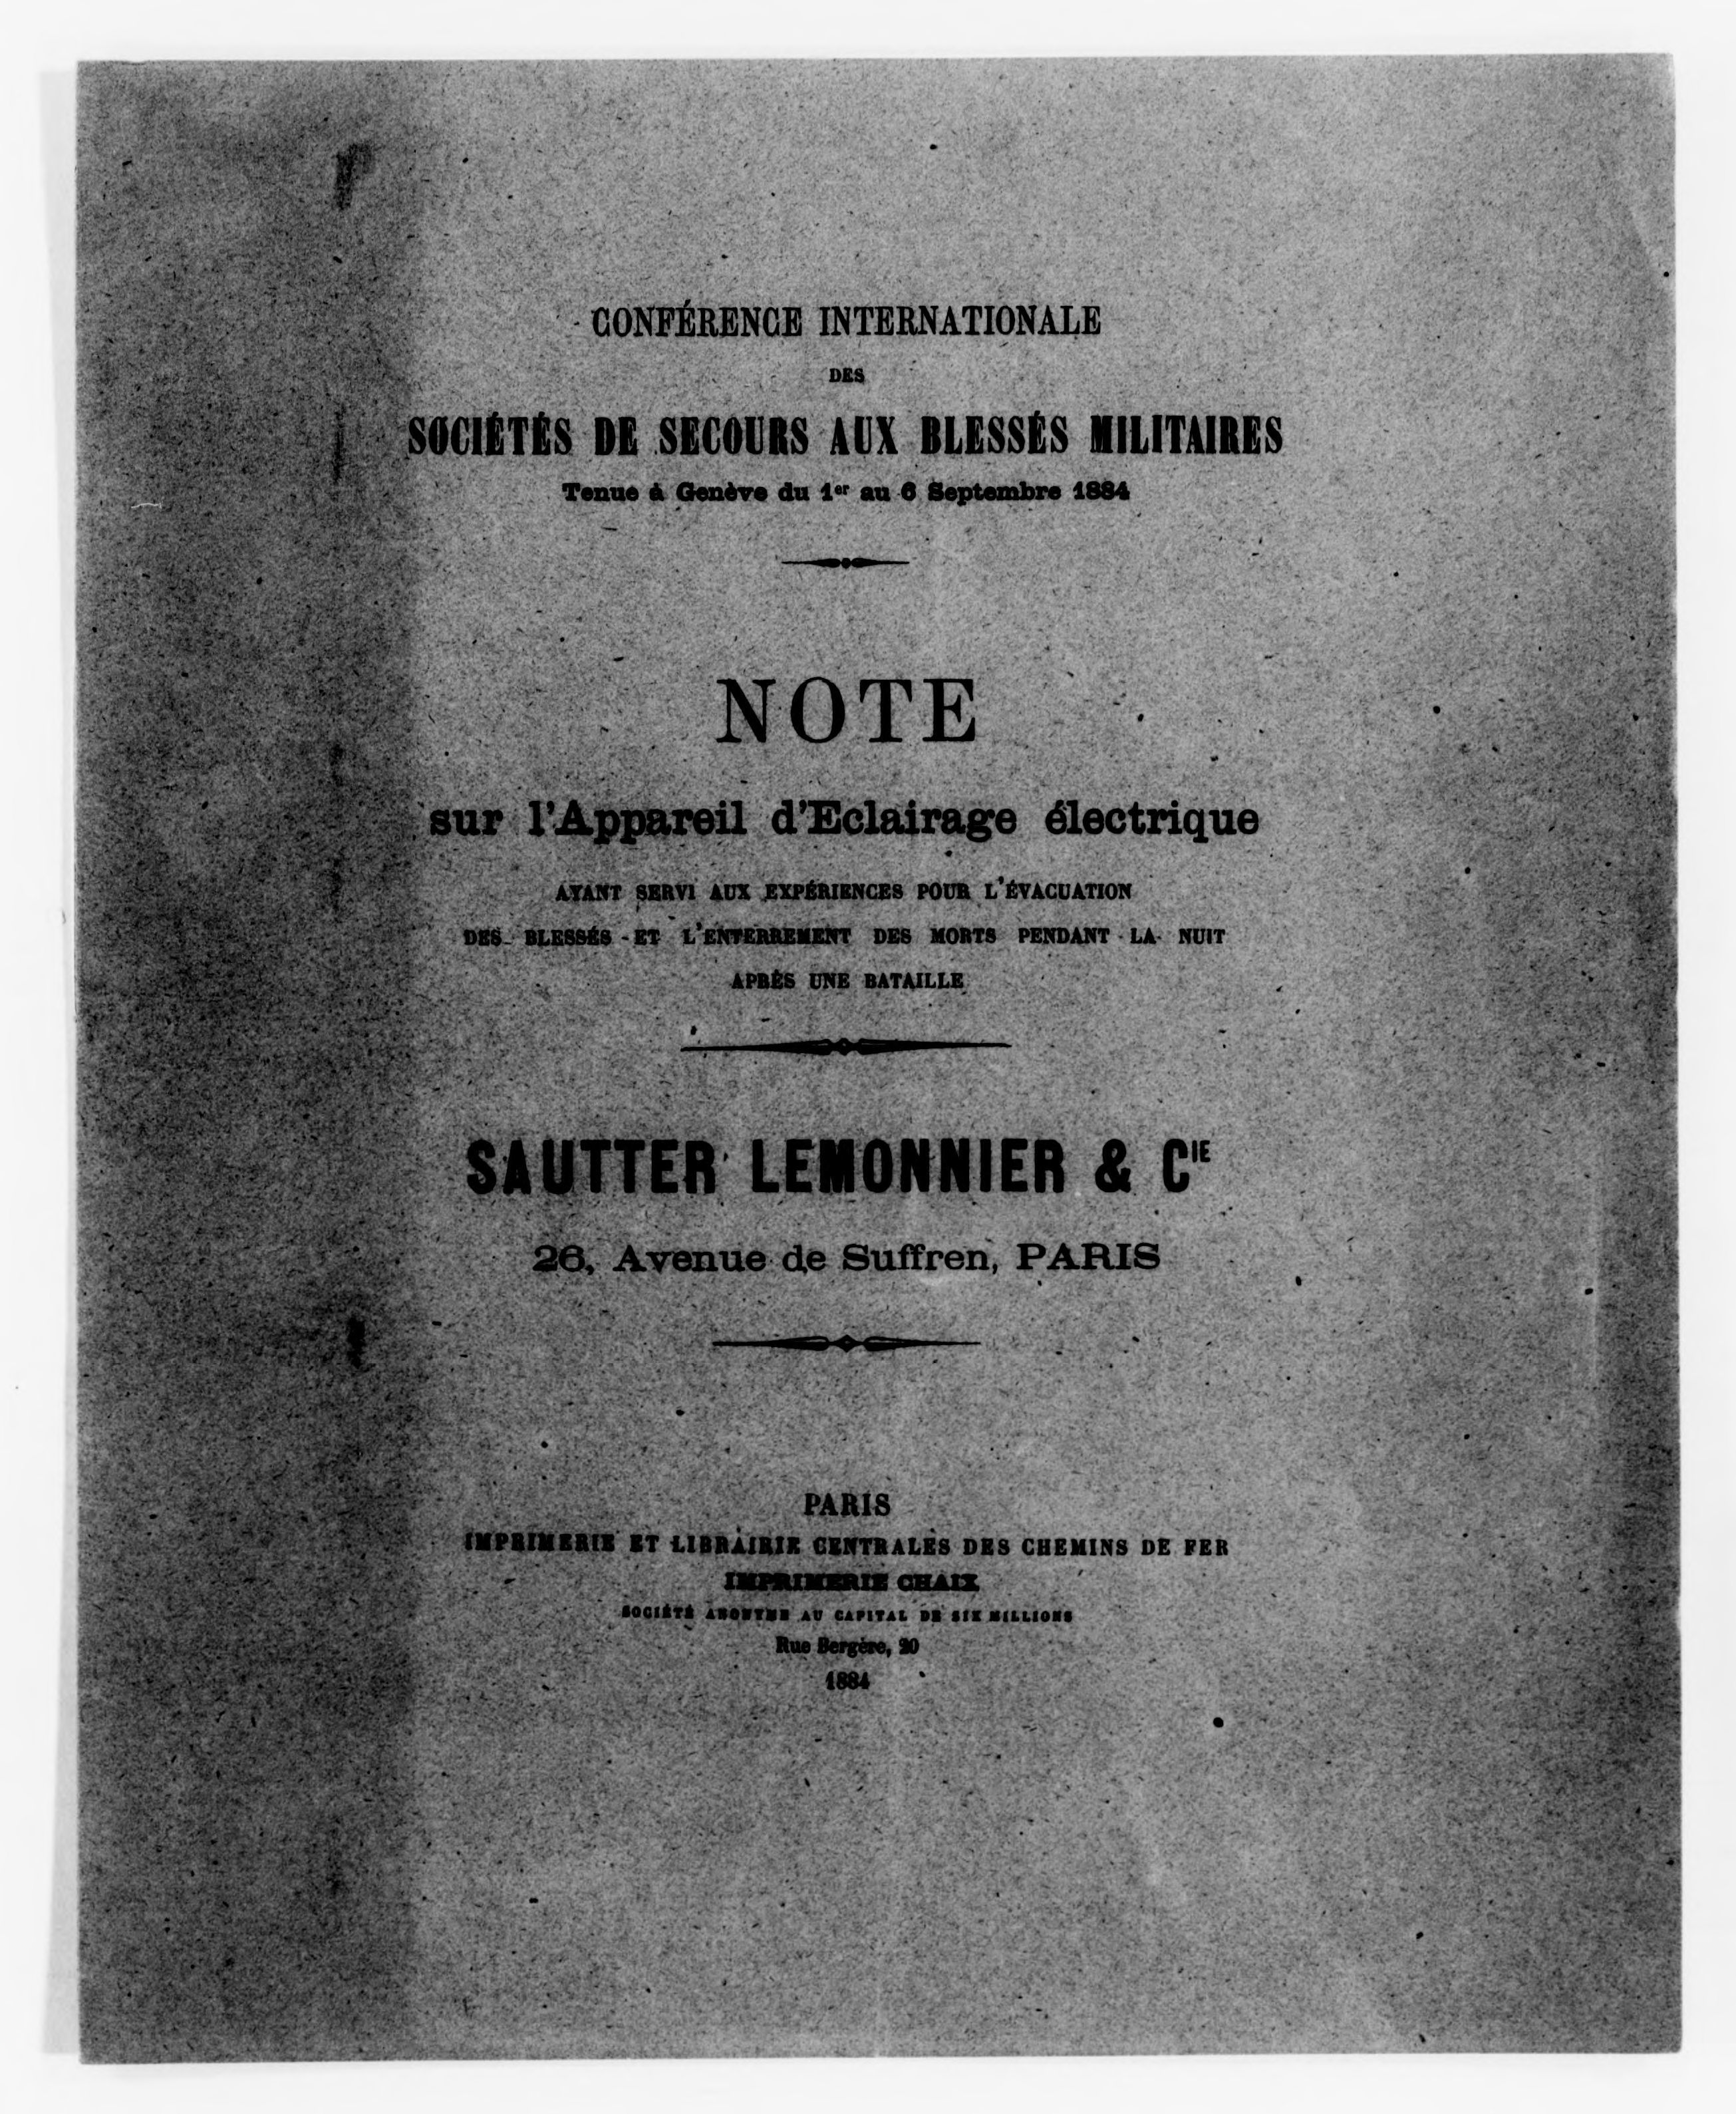 CONFÉRENCE INTERNATIONALE
DES
SOCIÉTÉS DE SECOURS AUX BLESSÉS MILITAIRES
Tenue à Genève du 1er au 6 Septembre 1884
NOTE
sur l'Appareil d'Eclairage électrique
AYANT SERVI AUX EXPÉRIENCES POUR L'ÉVACUATION
DES BLESSÉS ET L'ENTERREMENT DES MORTS PENDANT LA NUIT
APRÈS UNE BATAILLE
SAUTTER LEMONNIER & CIE
26, Avenue de Suffren, PARIS
PARIS
IMPRIMERIE ET LIBRAIRIE CENTRALES DES CHEMINS DE FER
IMPRIMERIE CHAIX
SOCIÉTÉ ANONYME AU CAPITAL DE SIX MILLIONS
Rue Bergère, 20
1884